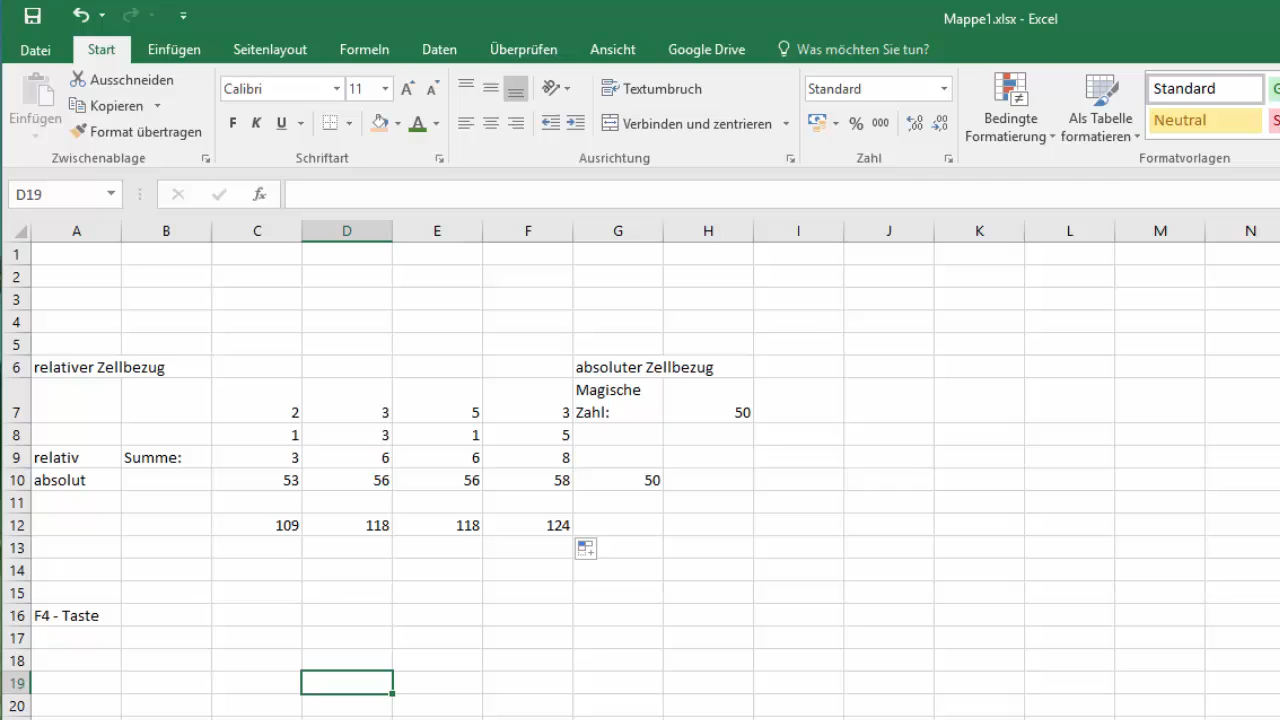 Mappe1.xlsx - Excel
Datei Start Einfügen Seitenlayout Formeln Daten Überprüfen Ansicht Google Drive Was möchten Sie tun?
Einfügen
Ausschneiden
Kopieren
Format übertragen
Zwischenablage
Calibri 11 A A
F K U A
Schriftart
Textumbruch
Verbinden und zentrieren
Ausrichtung
Standard
% 000 ,00 ,00
Zahl
Bedingte Formatierung
Als Tabelle formatieren
Standard
Neutral
Formatvorlagen
D19 fx
A B C D E F G H I J K L M N
1
2
3
4
5
6 relativer Zellbezug absoluter Zellbezug
7 2 3 5 3 Magische Zahl: 50
8 1 3 1 5
9 relativ Summe: 3 6 6 8
10 absolut 53 56 56 58 50
11
12 109 118 118 124
13
14
15
16 F4 - Taste
17
18
19
20